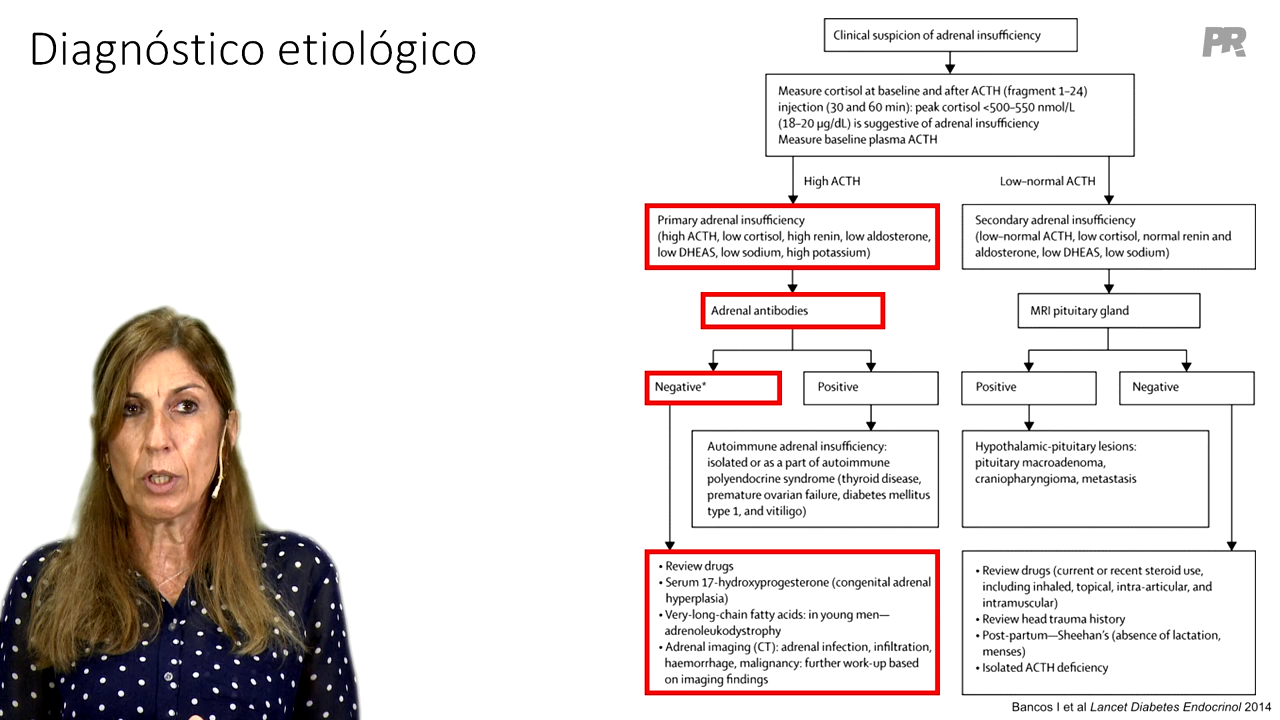 Diagnóstico etiológico
PR
Clinical suspicion of adrenal insufficiency
Measure cortisol at baseline and after ACTH (fragment 1–24)
injection (30 and 60 min): peak cortisol <500–550 nmol/L
(18–20 µg/dL) is suggestive of adrenal insufficiency
Measure baseline plasma ACTH
High ACTH
Low–normal ACTH
Primary adrenal insufficiency
(high ACTH, low cortisol, high renin, low aldosterone,
low DHEAS, low sodium, high potassium)
Secondary adrenal insufficiency
(low–normal ACTH, low cortisol, normal renin and
aldosterone, low DHEAS, low sodium)
Adrenal antibodies
MRI pituitary gland
Negative*
Positive
Positive
Negative
Autoimmune adrenal insufficiency:
isolated or as a part of autoimmune
polyendocrine syndrome (thyroid disease,
premature ovarian failure, diabetes mellitus
type 1, and vitiligo)
Hypothalamic-pituitary lesions:
pituitary macroadenoma,
craniopharyngioma, metastasis
• Review drugs
• Serum 17-hydroxyprogesterone (congenital adrenal
hyperplasia)
• Very-long-chain fatty acids: in young men—
adrenoleukodystrophy
• Adrenal imaging (CT): adrenal infection, infiltration,
haemorrhage, malignancy: further work-up based
on imaging findings
• Review drugs (current or recent steroid use,
including inhaled, topical, intra-articular, and
intramuscular)
• Review head trauma history
• Post-partum—Sheehan's (absence of lactation,
menses)
• Isolated ACTH deficiency
Bancos I et al Lancet Diabetes Endocrinol 2014